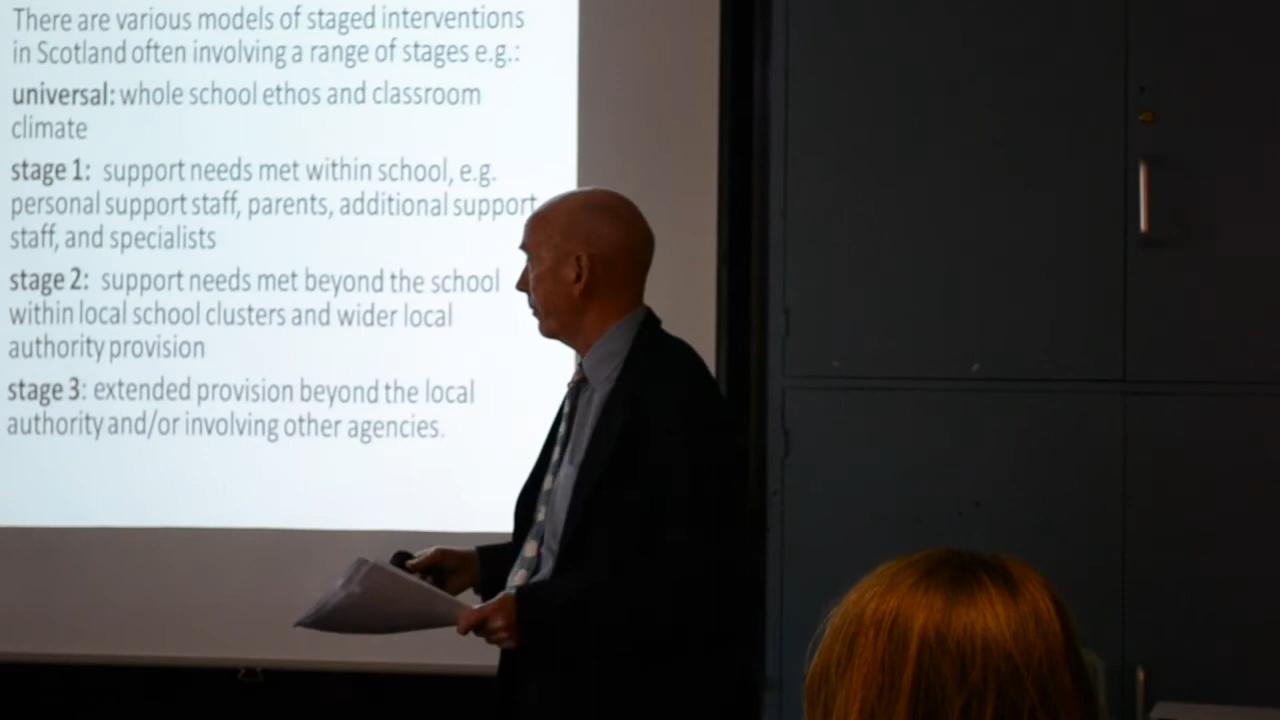 There are various models of staged interventions
in Scotland often involving a range of stages e.g.:
universal: whole school ethos and classroom
climate
stage 1: support needs met within school, e.g.
personal support staff, parents, additional support
staff, and specialists
stage 2: support needs met beyond the school
within local school clusters and wider local
authority provision
stage 3: extended provision beyond the local
authority and/or involving other agencies.